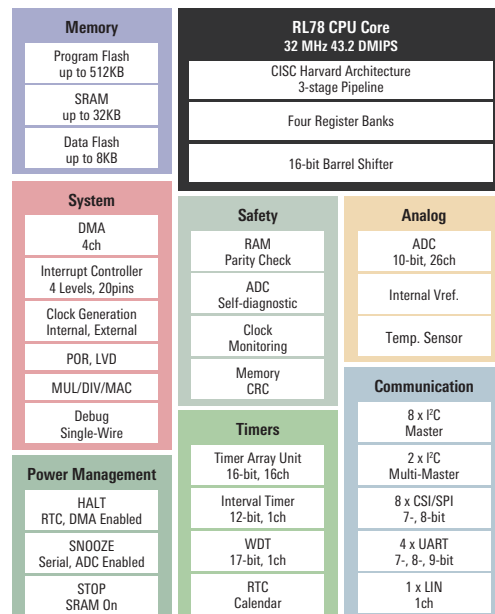 Memory
Program Flash
up to 512KB
SRAM
up to 32KB
Data Flash
up to 8KB
RL78 CPU Core
32 MHz 43.2 DMIPS
CISC Harvard Architecture
3-stage Pipeline
Four Register Banks
16-bit Barrel Shifter
System
DMA
4ch
Interrupt Controller
4 Levels, 20pins
Clock Generation
Internal, External
POR, LVD
MUL/DIV/MAC
Debug
Single-Wire
Safety
RAM
Parity Check
ADC
Self-diagnostic
Clock
Monitoring
Memory
CRC
Analog
ADC
10-bit, 26ch
Internal Vref.
Temp. Sensor
Power Management
HALT
RTC, DMA Enabled
SNOOZE
Serial, ADC Enabled
STOP
SRAM On
Timers
Timer Array Unit
16-bit, 16ch
Interval Timer
12-bit, 1ch
WDT
17-bit, 1ch
RTC
Calendar
Communication
8 x I²C
Master
2 x I²C
Multi-Master
8 x CSI/SPI
7-, 8-bit
4 x UART
7-, 8-, 9-bit
1 x LIN
1ch